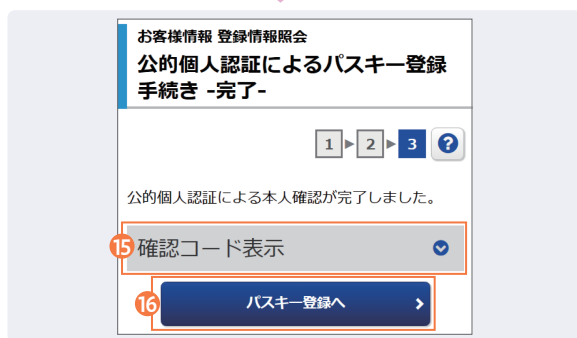 お客様情報 登録情報照会
公的個人認証によるパスキー登録
手続き -完了-
1 2 3 ?
公的個人認証による本人確認が完了しました。
15 確認コード表示
16 パスキー登録へ